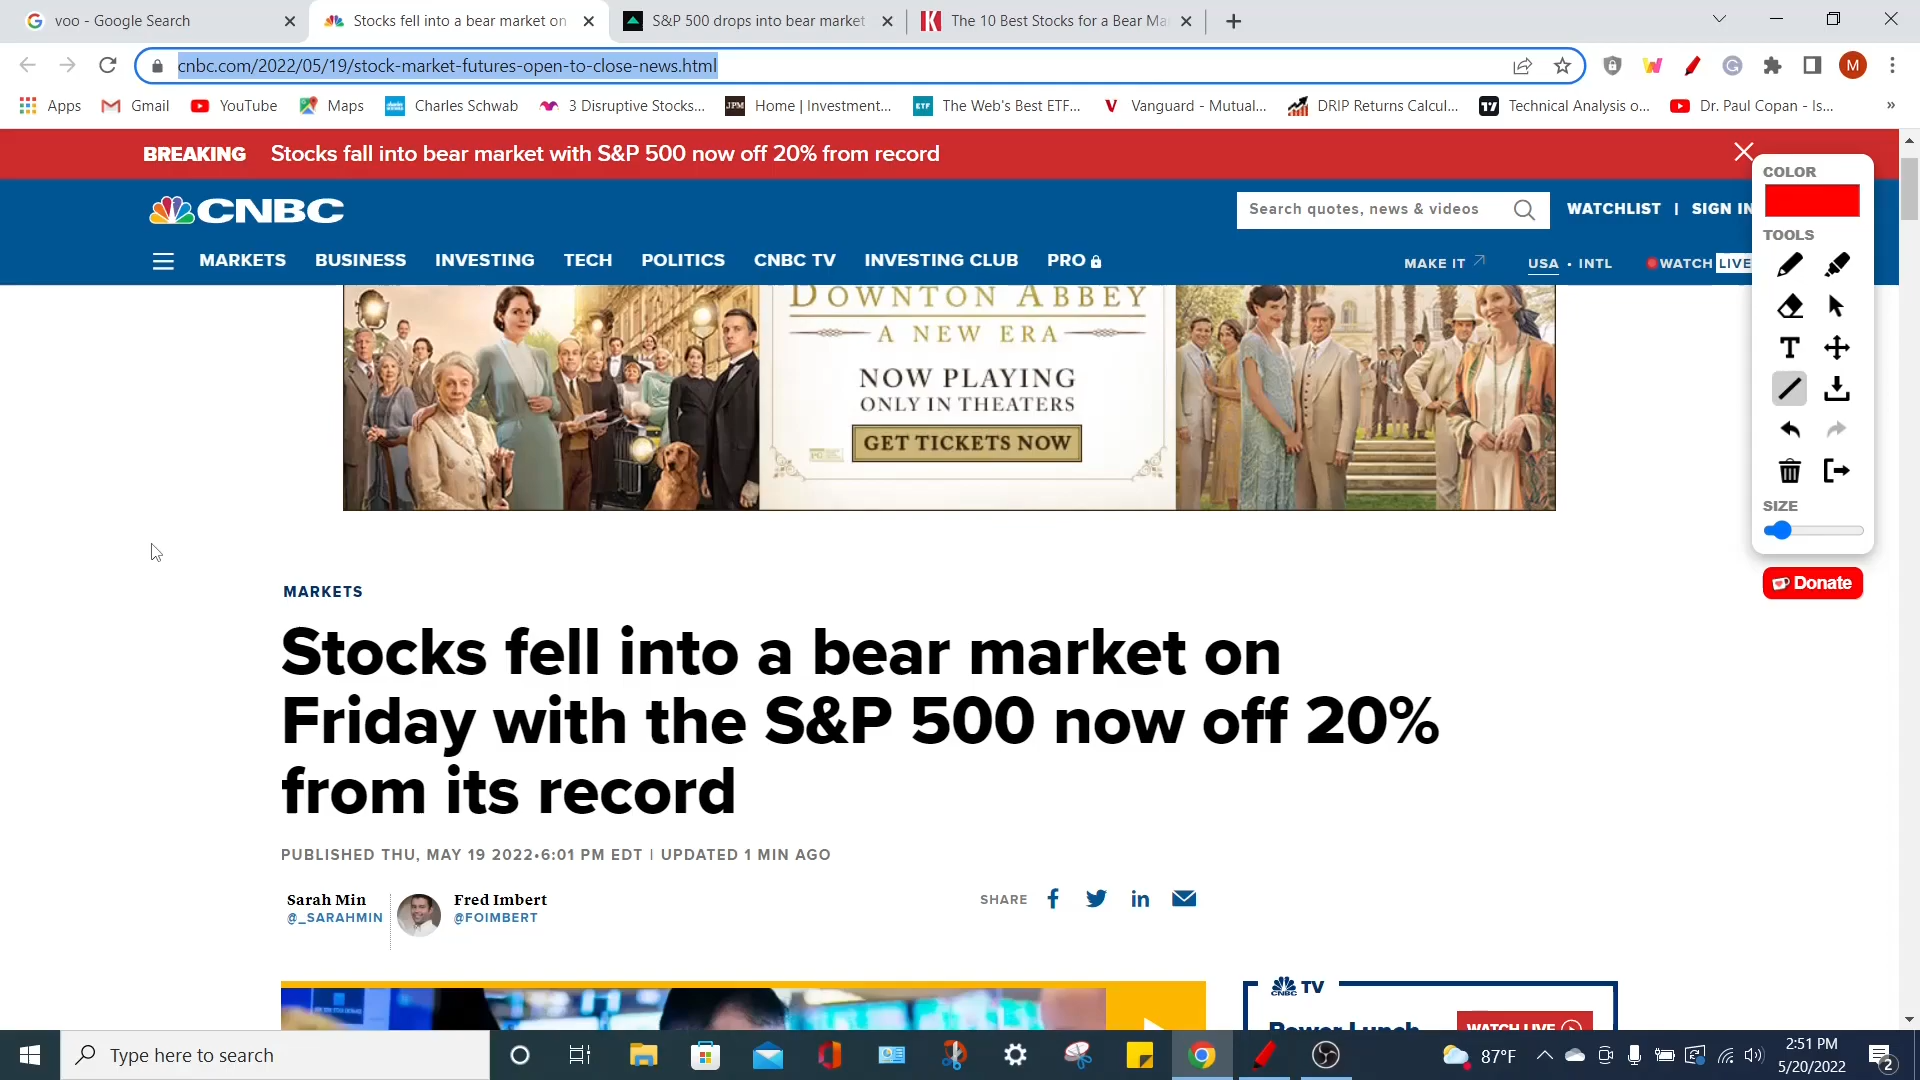 voo - Google Search
Stocks fell into a bear market on
S&P 500 drops into bear market
The 10 Best Stocks for a Bear Ma
cnbc.com/2022/05/19/stock-market-futures-open-to-close-news.html
M
Apps
Gmail
YouTube
Maps
Charles Schwab
3 Disruptive Stocks...
Home | Investment...
The Web's Best ETF...
Vanguard - Mutual...
DRIP Returns Calcul...
Technical Analysis o...
Dr. Paul Copan - Is...
»
BREAKING Stocks fall into bear market with S&P 500 now off 20% from record
CNBC
Search quotes, news & videos
WATCHLIST | SIGN IN
MARKETS BUSINESS INVESTING TECH POLITICS CNBC TV INVESTING CLUB PRO
MAKE IT
USA • INTL
WATCH LIVE
COLOR
TOOLS
SIZE
Donate
DOWNTON ABBEY
A NEW ERA
NOW PLAYING
ONLY IN THEATERS
GET TICKETS NOW
MARKETS
Stocks fell into a bear market on
Friday with the S&P 500 now off 20%
from its record
PUBLISHED THU, MAY 19 2022•6:01 PM EDT | UPDATED 1 MIN AGO
Sarah Min
@_SARAHMIN
Fred Imbert
@FOIMBERT
SHARE
CNBC TV
Power Lunch
WATCH LIVE
Type here to search
87°F
2:51 PM
5/20/2022
2